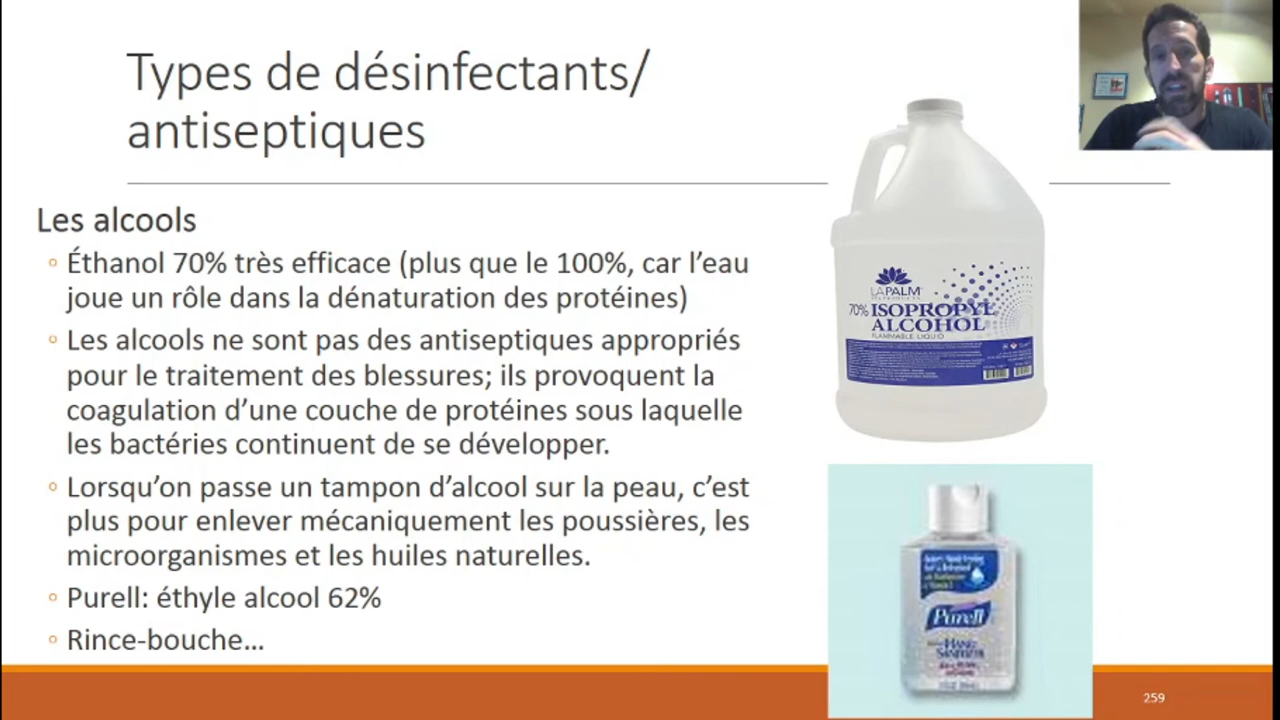 Types de désinfectants/
antiseptiques
Les alcools
Éthanol 70% très efficace (plus que le 100%, car l’eau
joue un rôle dans la dénaturation des protéines)
Les alcools ne sont pas des antiseptiques appropriés
pour le traitement des blessures; ils provoquent la
coagulation d’une couche de protéines sous laquelle
les bactéries continuent de se développer.
Lorsqu’on passe un tampon d’alcool sur la peau, c’est
plus pour enlever mécaniquement les poussières, les
microorganismes et les huiles naturelles.
Purell: éthyle alcool 62%
Rince-bouche…
LA PALM
70% ISOPROPYL
ALCOHOL
FLAMMABLE LIQUID
Purell
HAND
SANITIZER
259